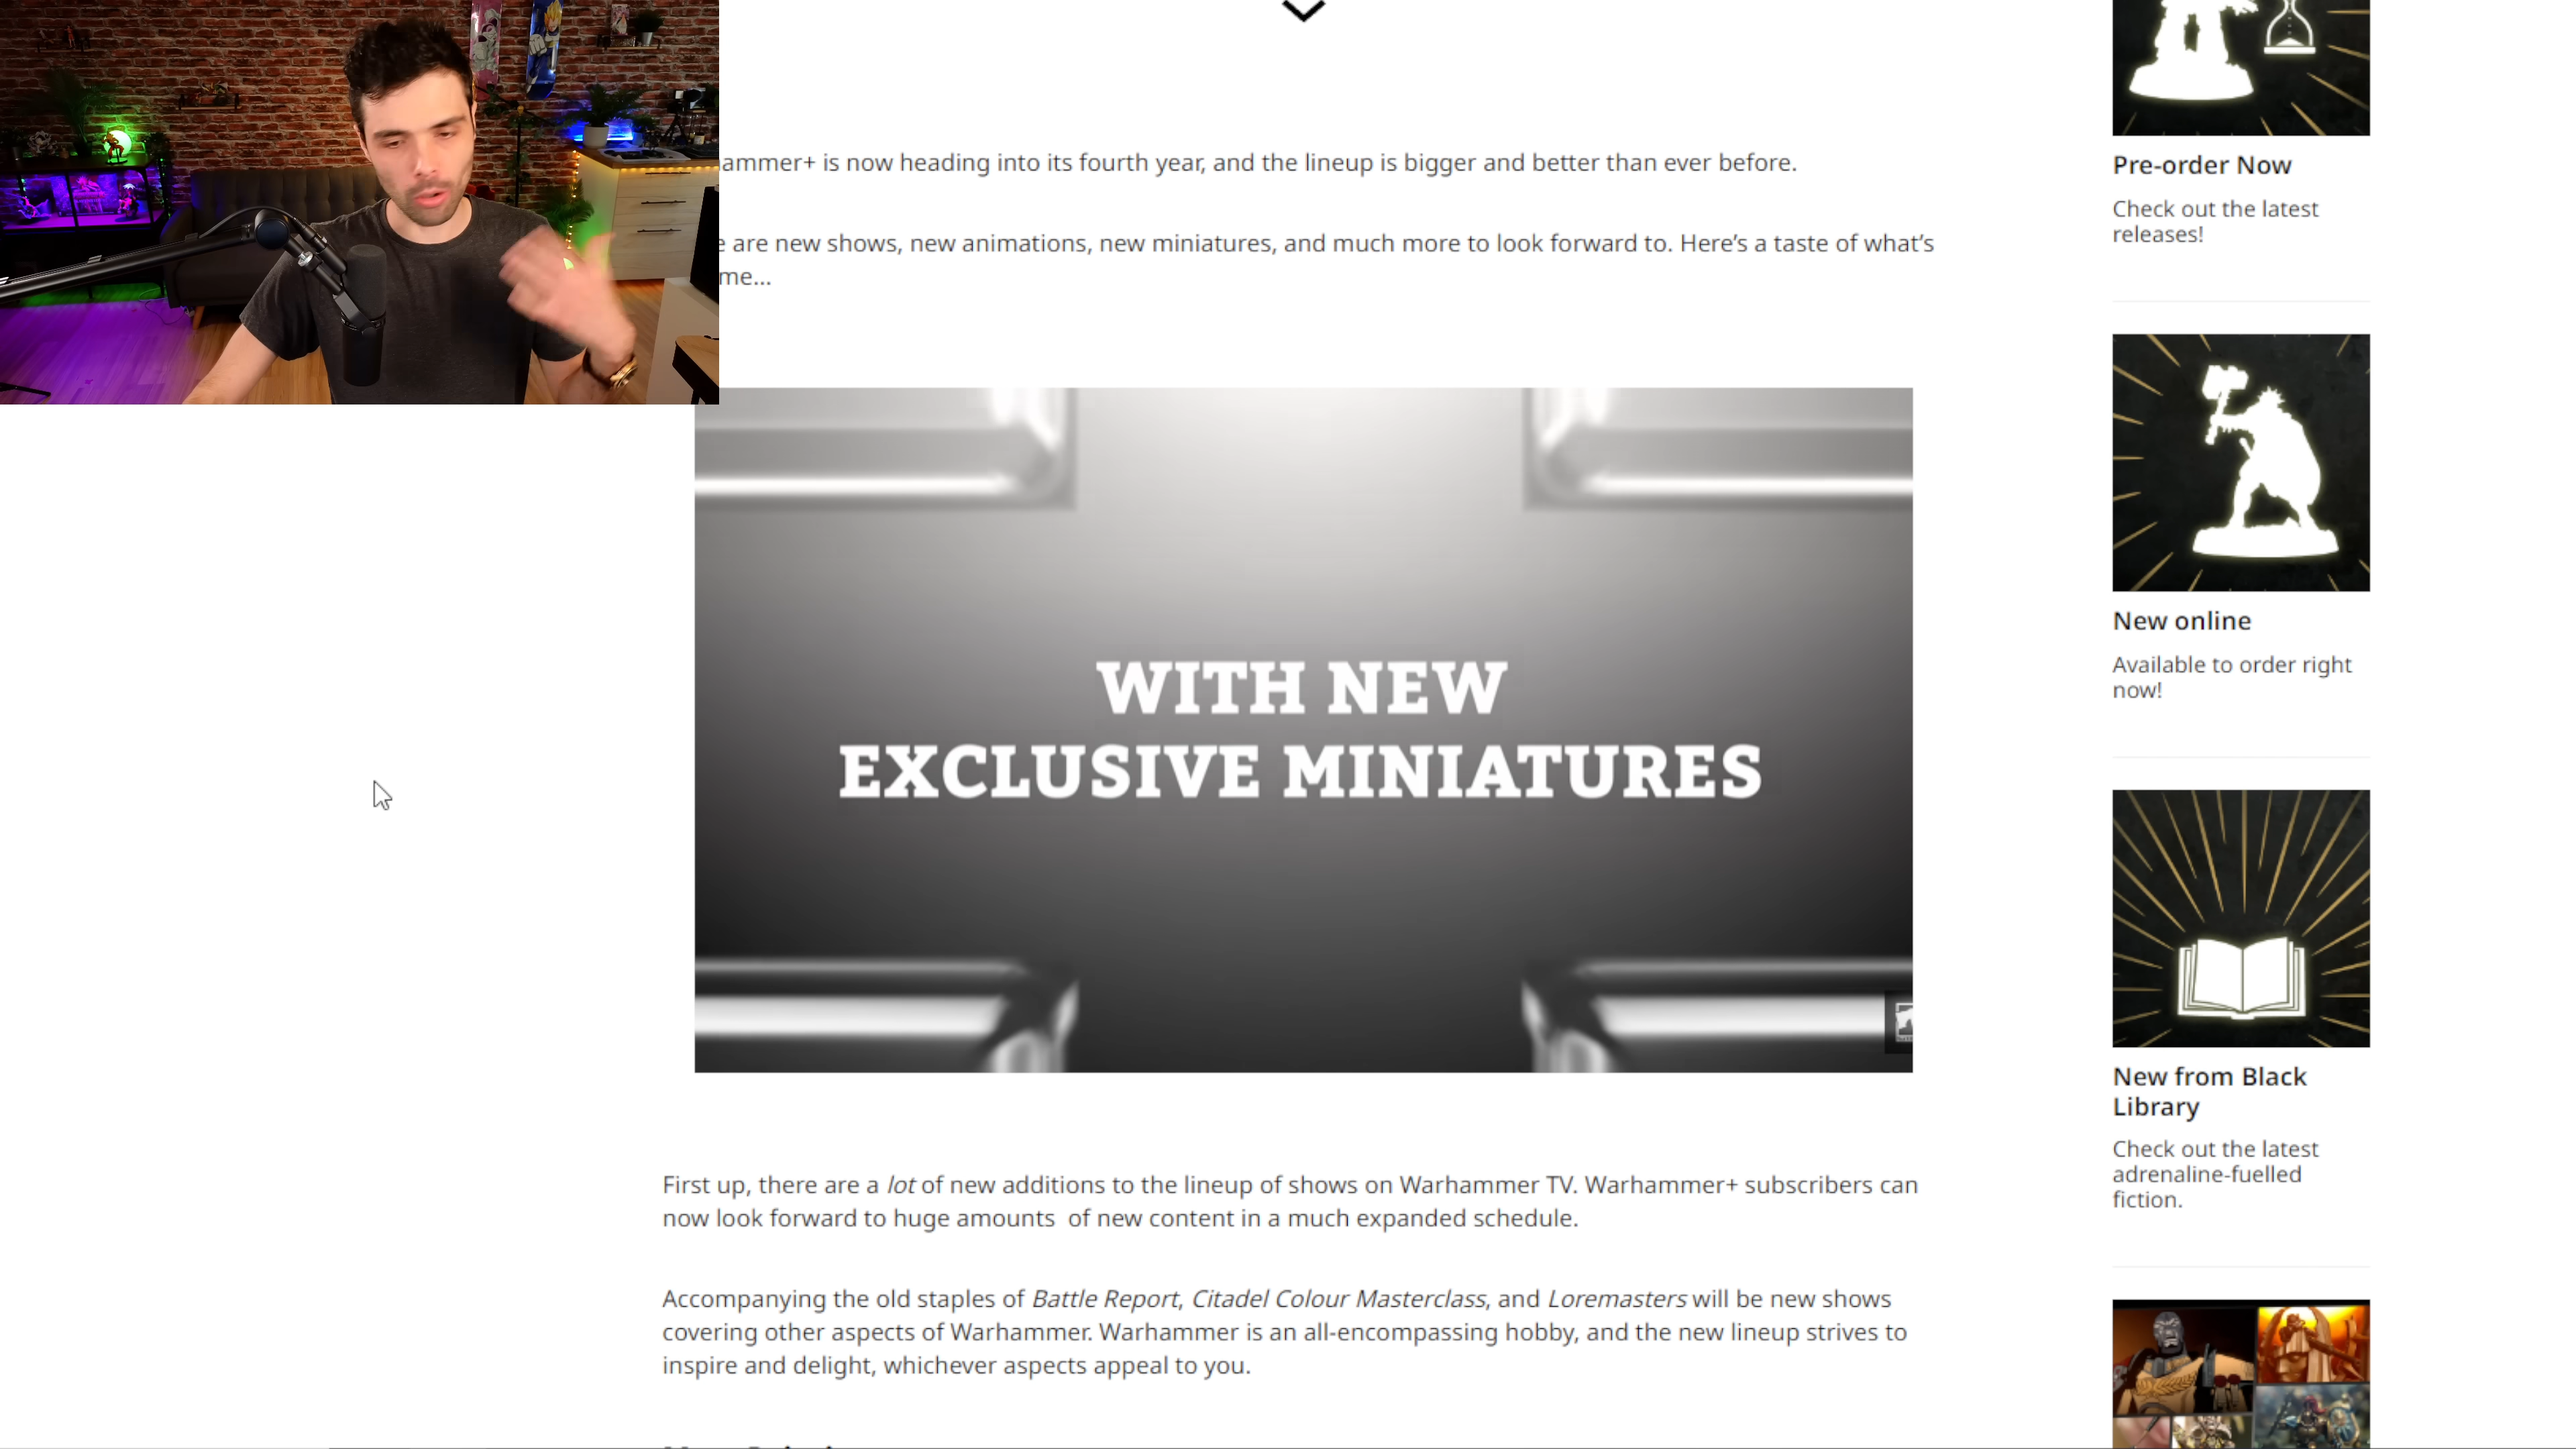 ammer+ is now heading into its fourth year, and the lineup is bigger and better than ever before.
e are new shows, new animations, new miniatures, and much more to look forward to. Here's a taste of what's
me...
WITH NEW
EXCLUSIVE MINIATURES
First up, there are a lot of new additions to the lineup of shows on Warhammer TV. Warhammer+ subscribers can
now look forward to huge amounts of new content in a much expanded schedule.
Accompanying the old staples of Battle Report, Citadel Colour Masterclass, and Loremasters will be new shows
covering other aspects of Warhammer. Warhammer is an all-encompassing hobby, and the new lineup strives to
inspire and delight, whichever aspects appeal to you.
Pre-order Now
Check out the latest
releases!
New online
Available to order right
now!
New from Black
Library
Check out the latest
adrenaline-fuelled
fiction.